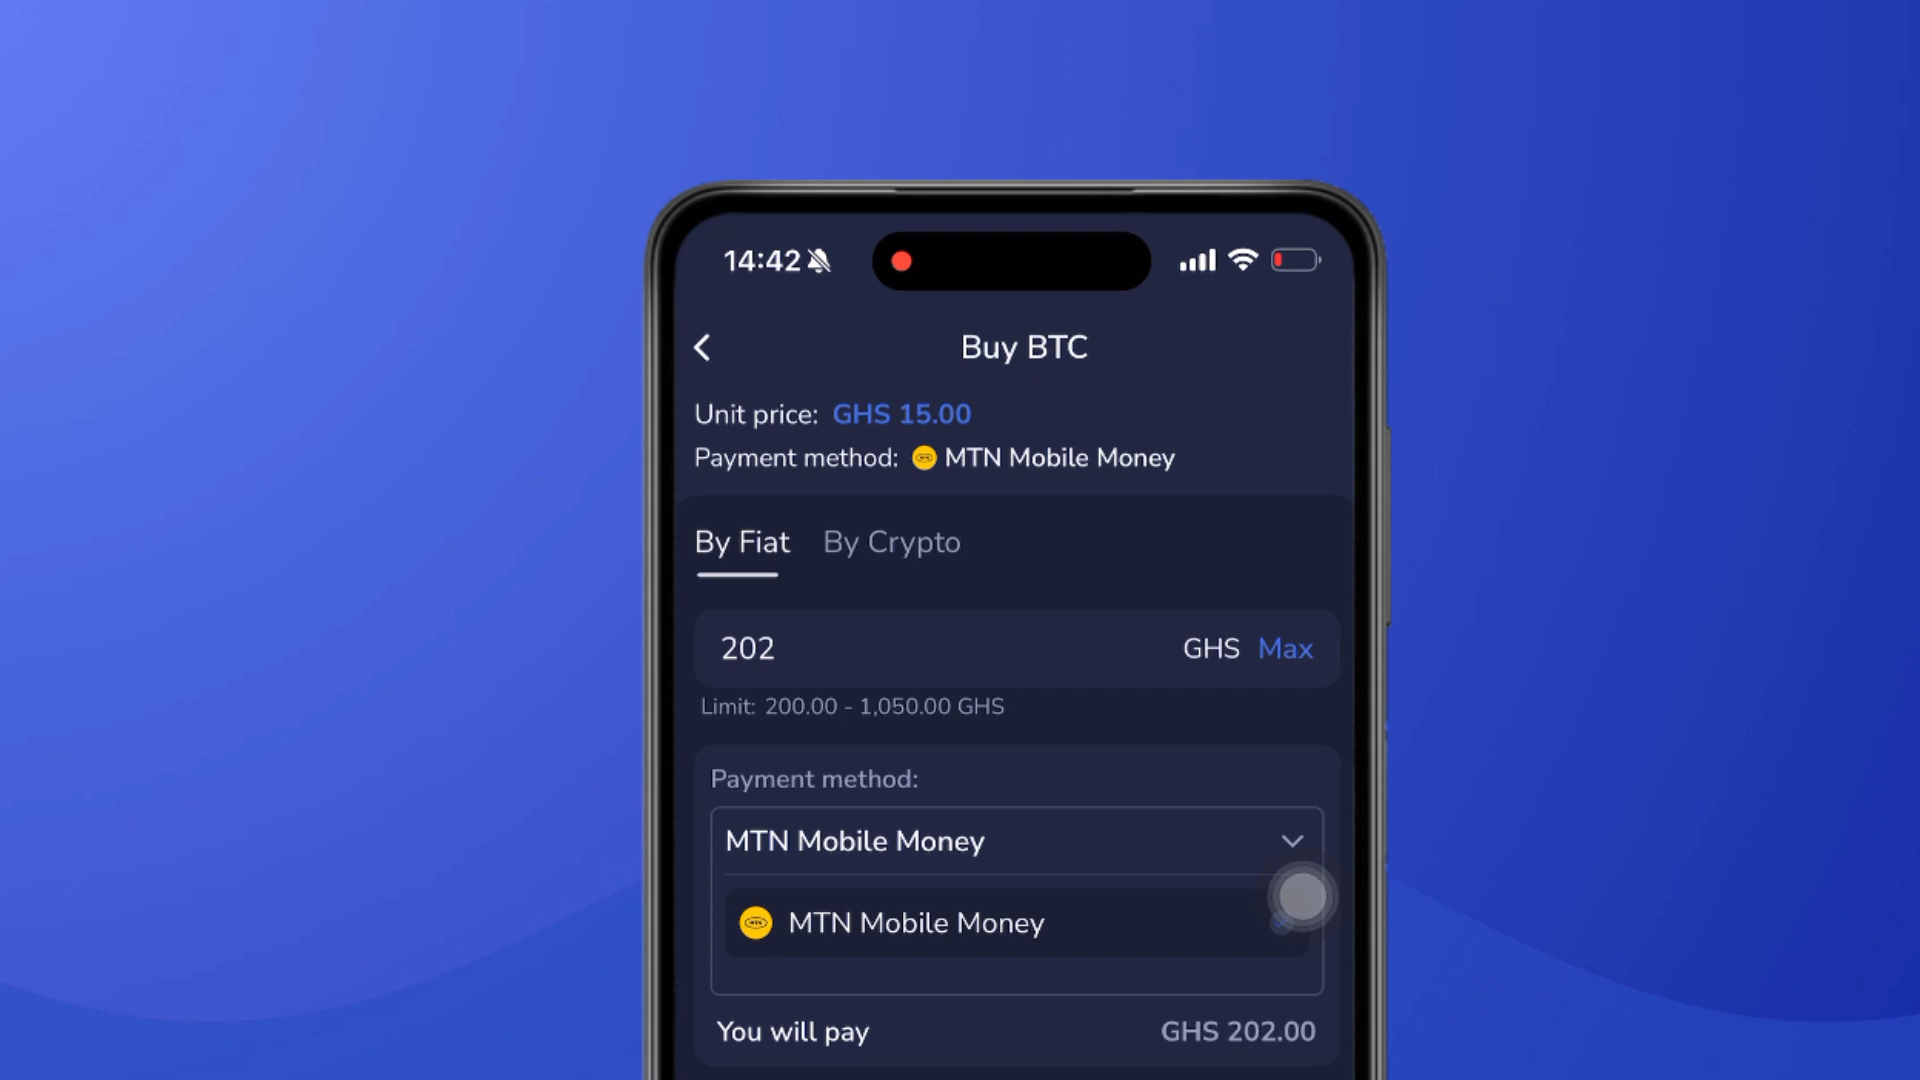 14:42
Buy BTC
Unit price: GHS 15.00
Payment method: MTN Mobile Money
By Fiat By Crypto
202 GHS Max
Limit: 200.00 - 1,050.00 GHS
Payment method:
MTN Mobile Money
MTN Mobile Money
You will pay GHS 202.00